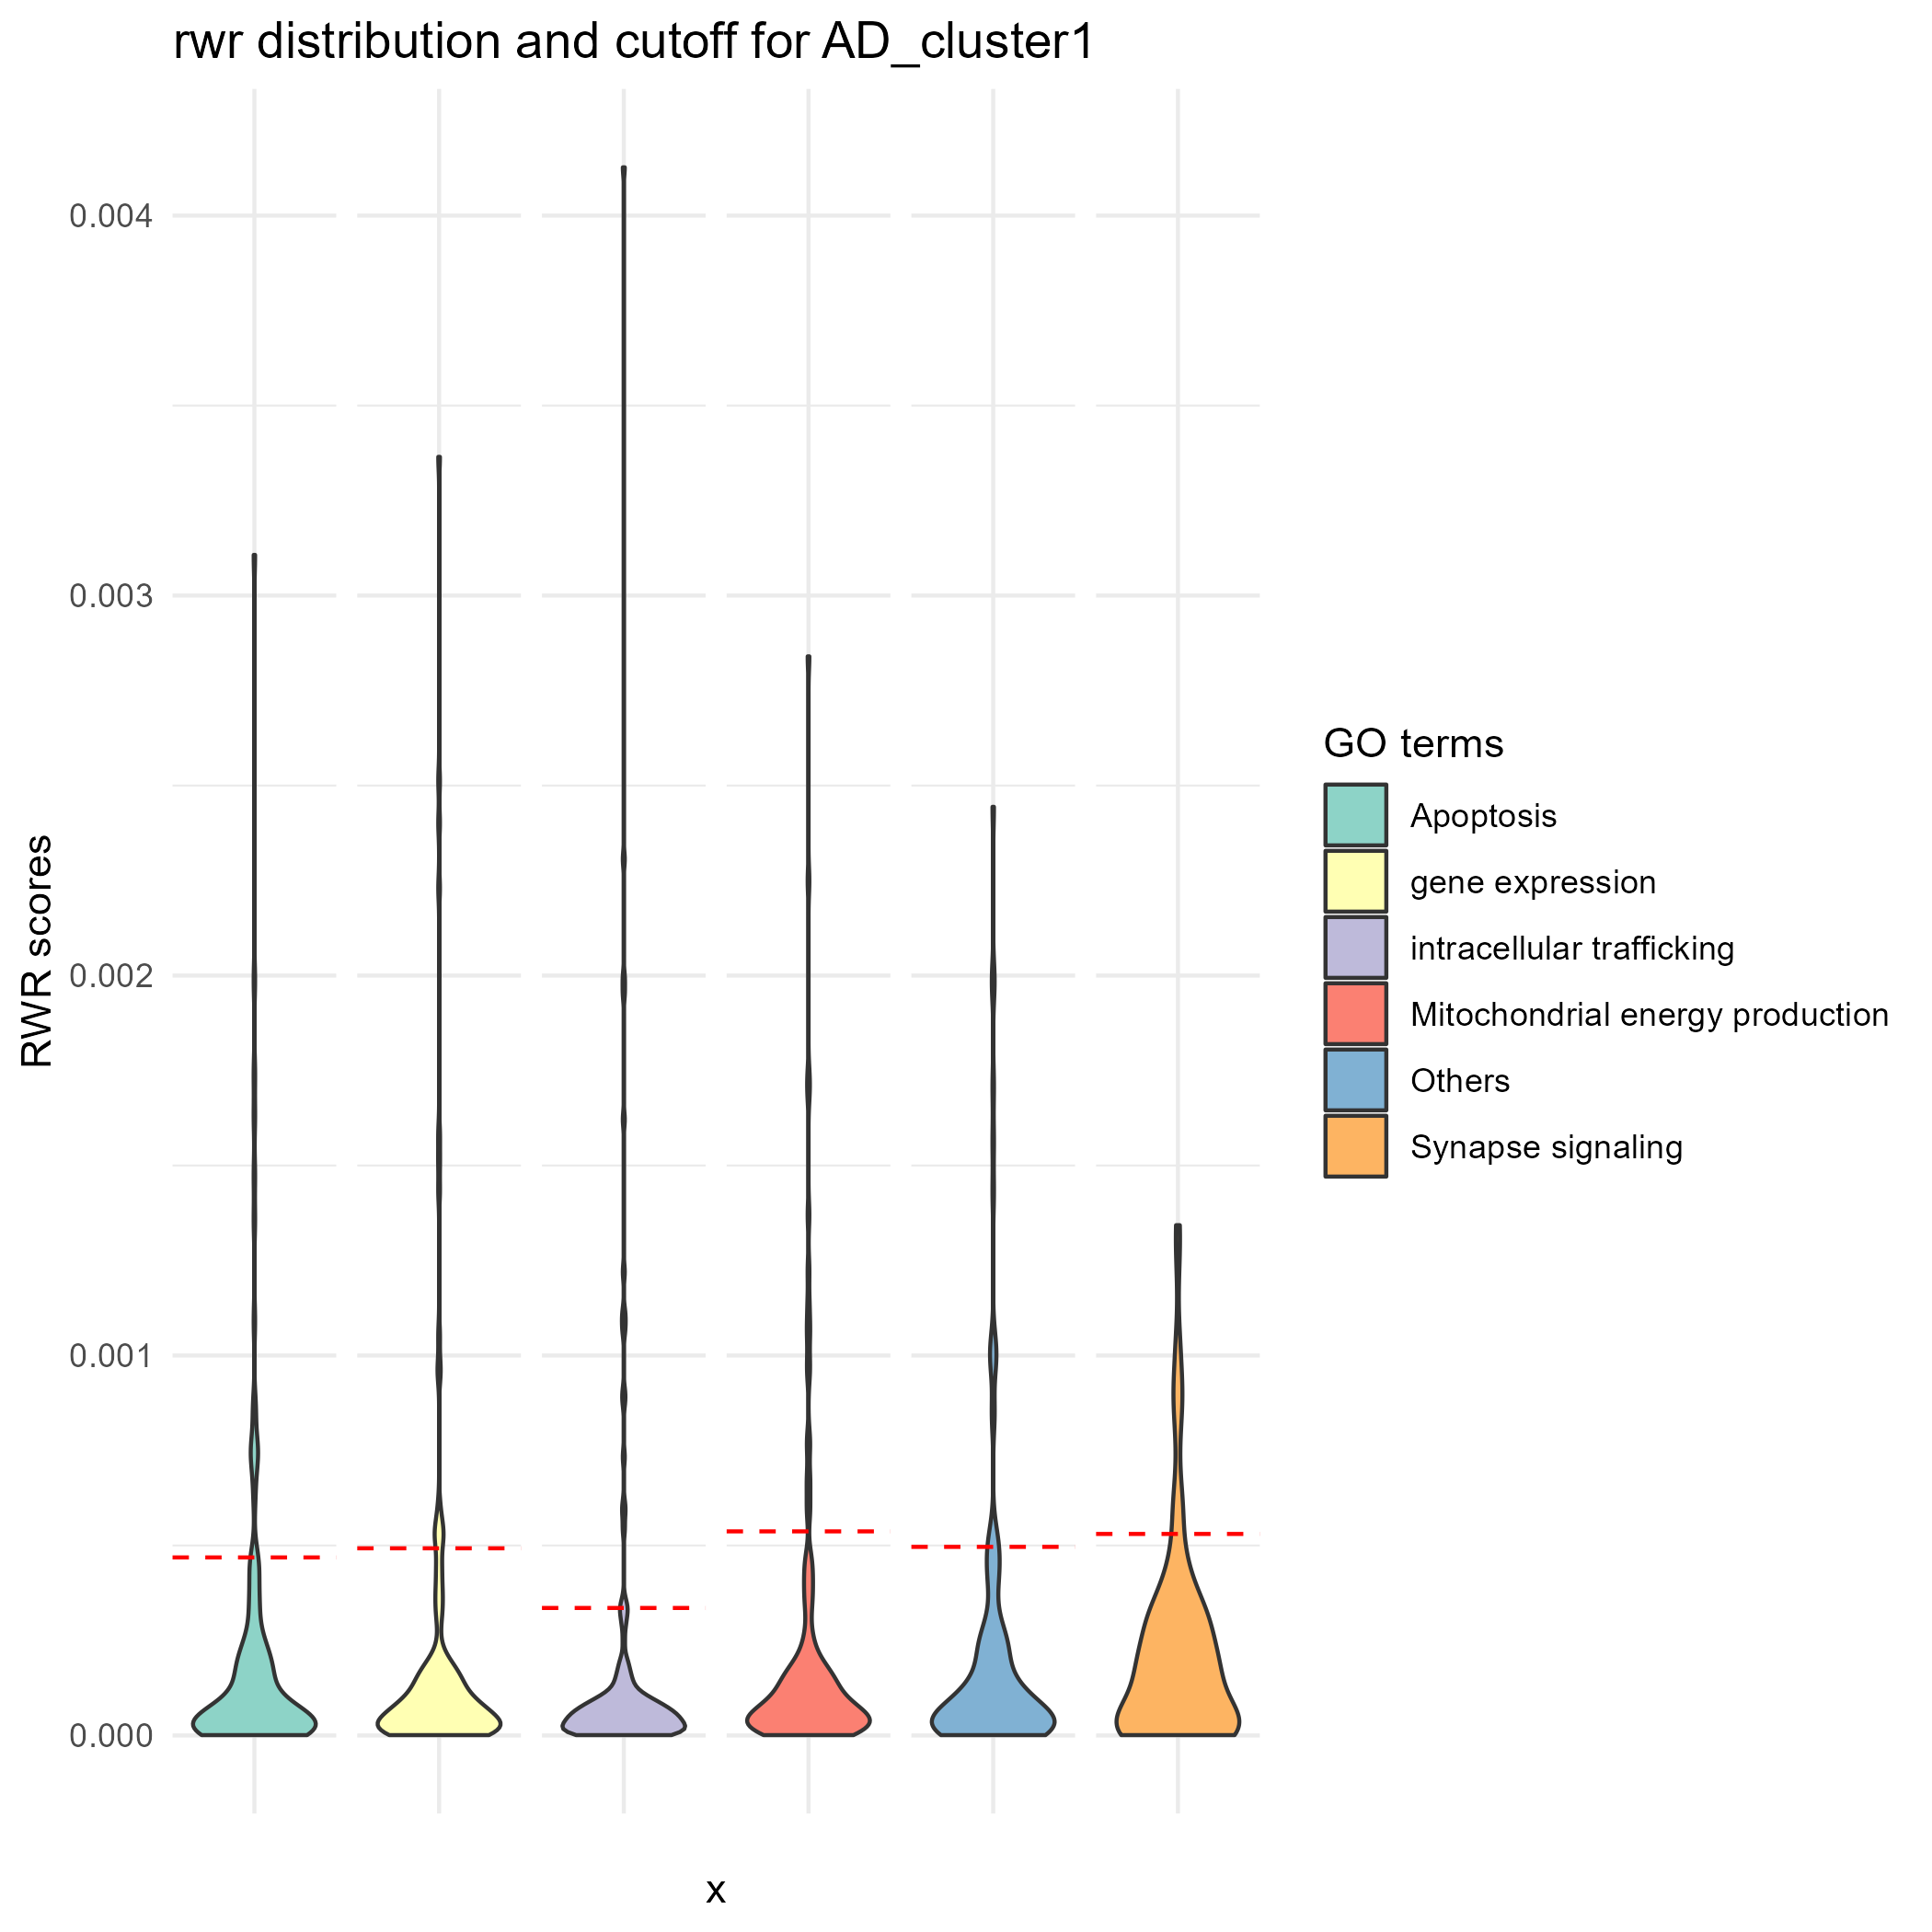 rwr distribution and cutoff for AD_cluster1
0.004
0.003
0.002
0.001
0.000
RWR scores
x
GO terms
Apoptosis
gene expression
intracellular trafficking
Mitochondrial energy production
Others
Synapse signaling